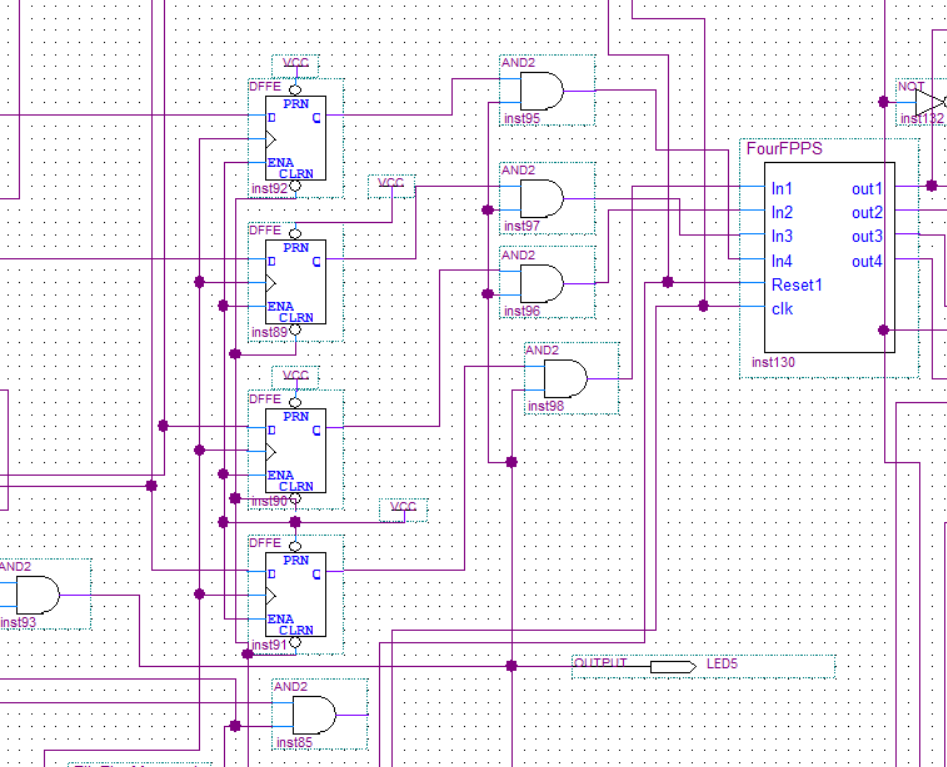 VCC
DFFE
PRN
D Q
ENA
CLRN
inst92
VCC
DFFE
PRN
D Q
ENA
CLRN
inst89
VCC
DFFE
PRN
D Q
ENA
CLRN
inst90
VCC
DFFE
PRN
D Q
ENA
CLRN
inst91
AND2
inst93
AND2
inst85
AND2
inst95
AND2
inst97
AND2
inst96
AND2
inst98
OUTPUT LED5
FourFPPS
In1 out1
In2 out2
In3 out3
In4 out4
Reset1
clk
inst130
NOT
inst132